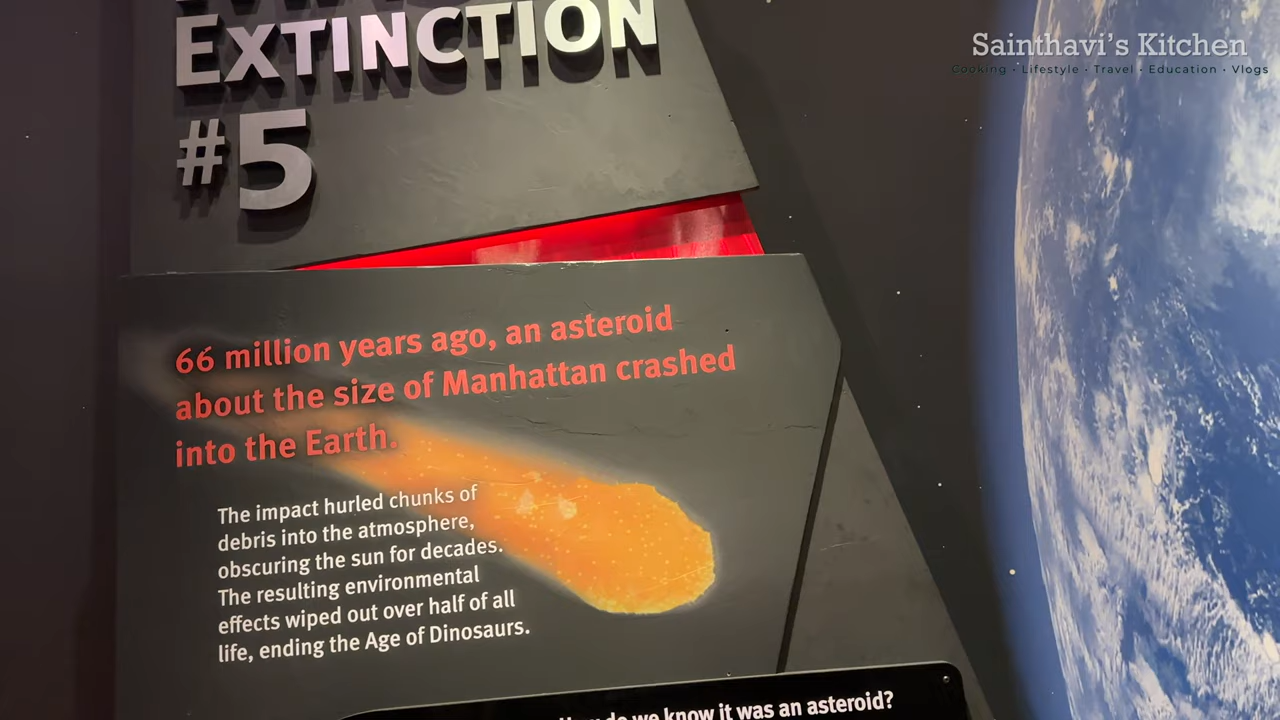 EXTINCTION
#5
66 million years ago, an asteroid
about the size of Manhattan crashed
into the Earth.
The impact hurled chunks of
debris into the atmosphere,
obscuring the sun for decades.
The resulting environmental
effects wiped out over half of all
life, ending the Age of Dinosaurs.
do we know it was an asteroid?
Sainthavi's Kitchen
Cooking • Lifestyle • Travel • Education • Vlogs